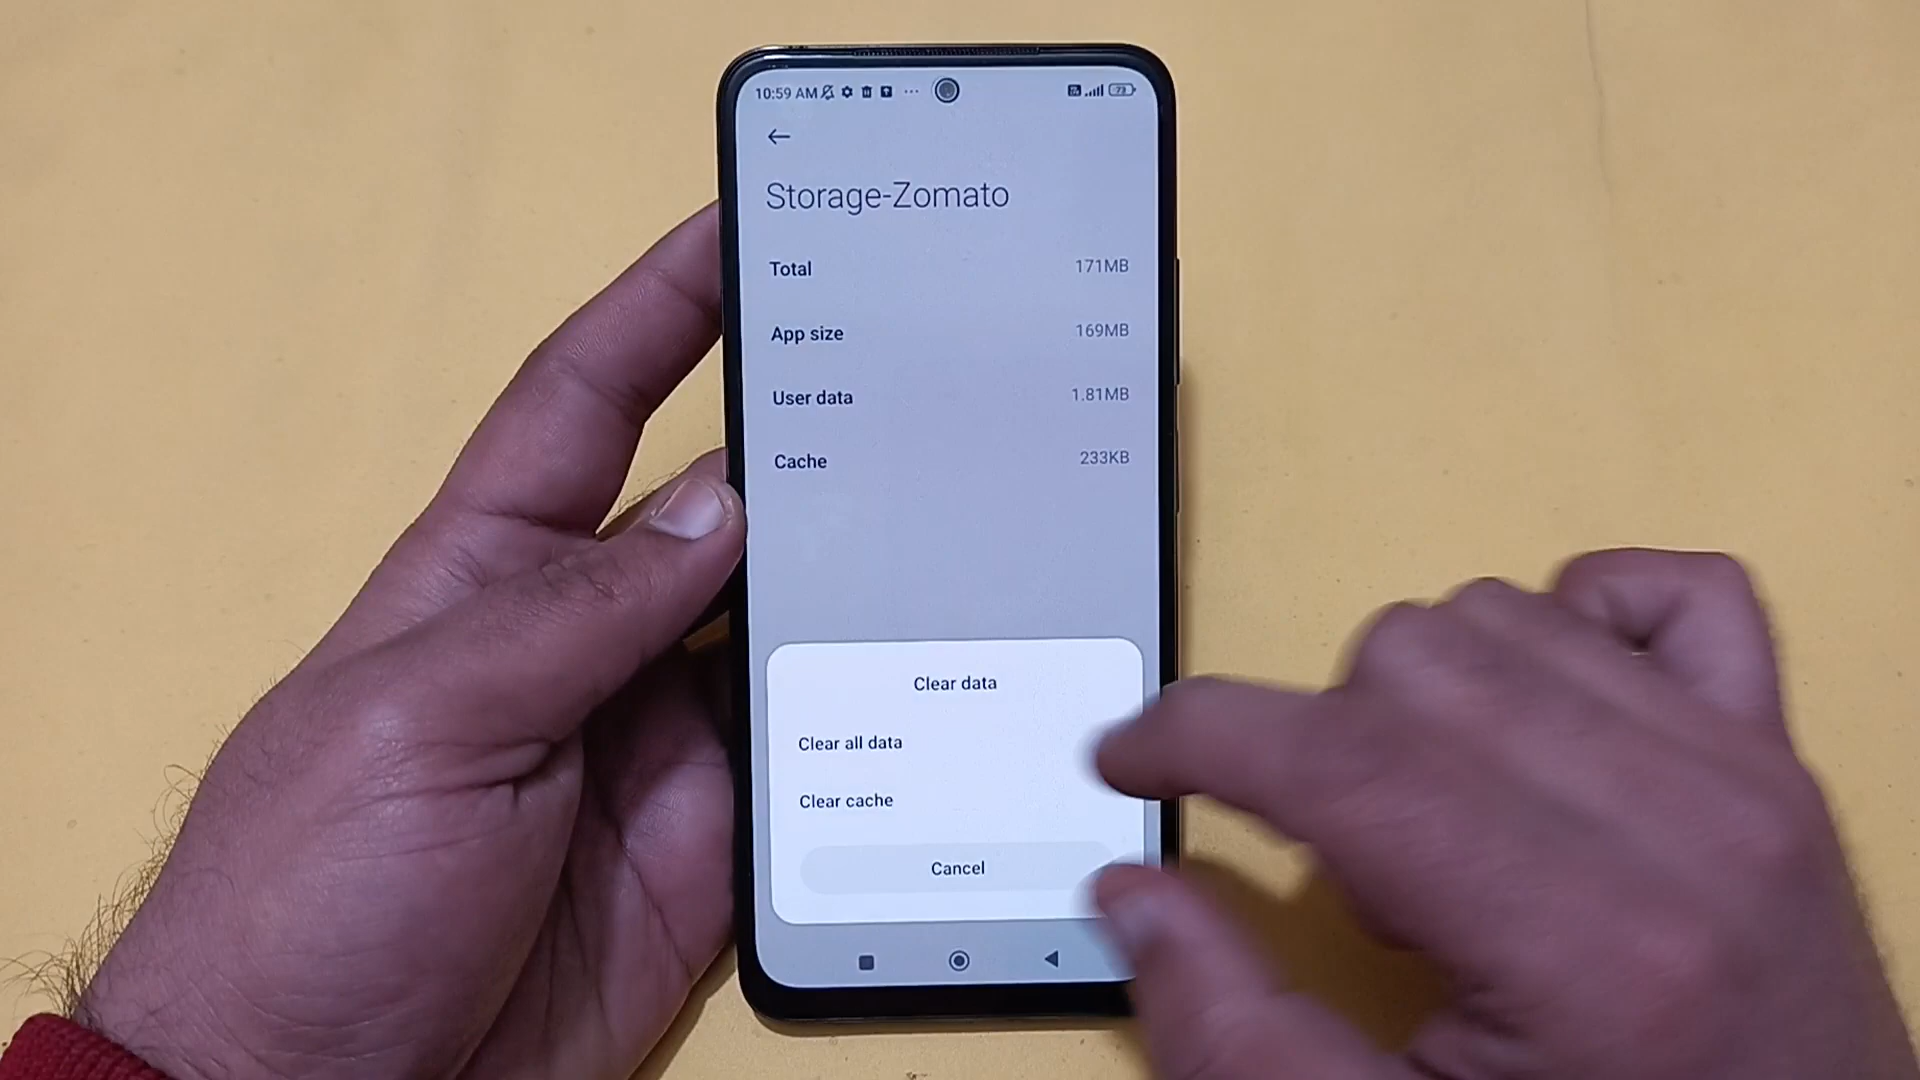 10:59 AM ... 73
Storage-Zomato
Total 171MB
App size 169MB
User data 1.81MB
Cache 233KB
Clear data
Clear all data
Clear cache
Cancel